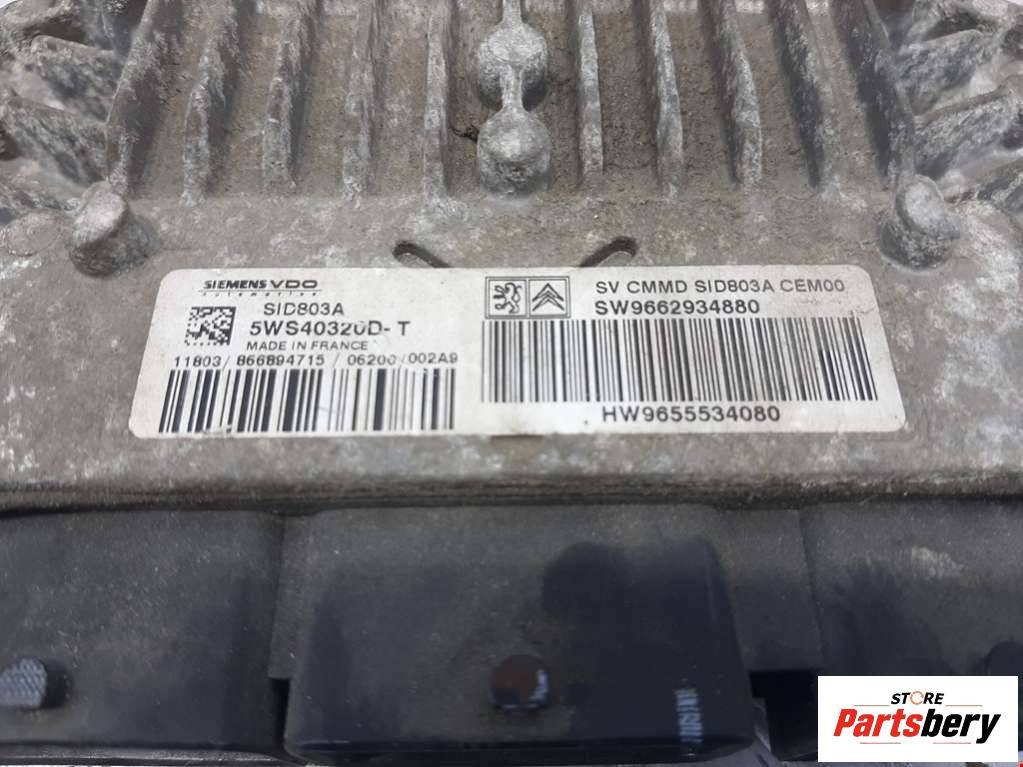 SIEMENS VDO
Automotive
SID803A
5WS40320D-T
MADE IN FRANCE
11803/866894715/06200/002A9
SV CMMD SID803A CEM00
SW9662934880
HW9655534080
STORE
Partsbery